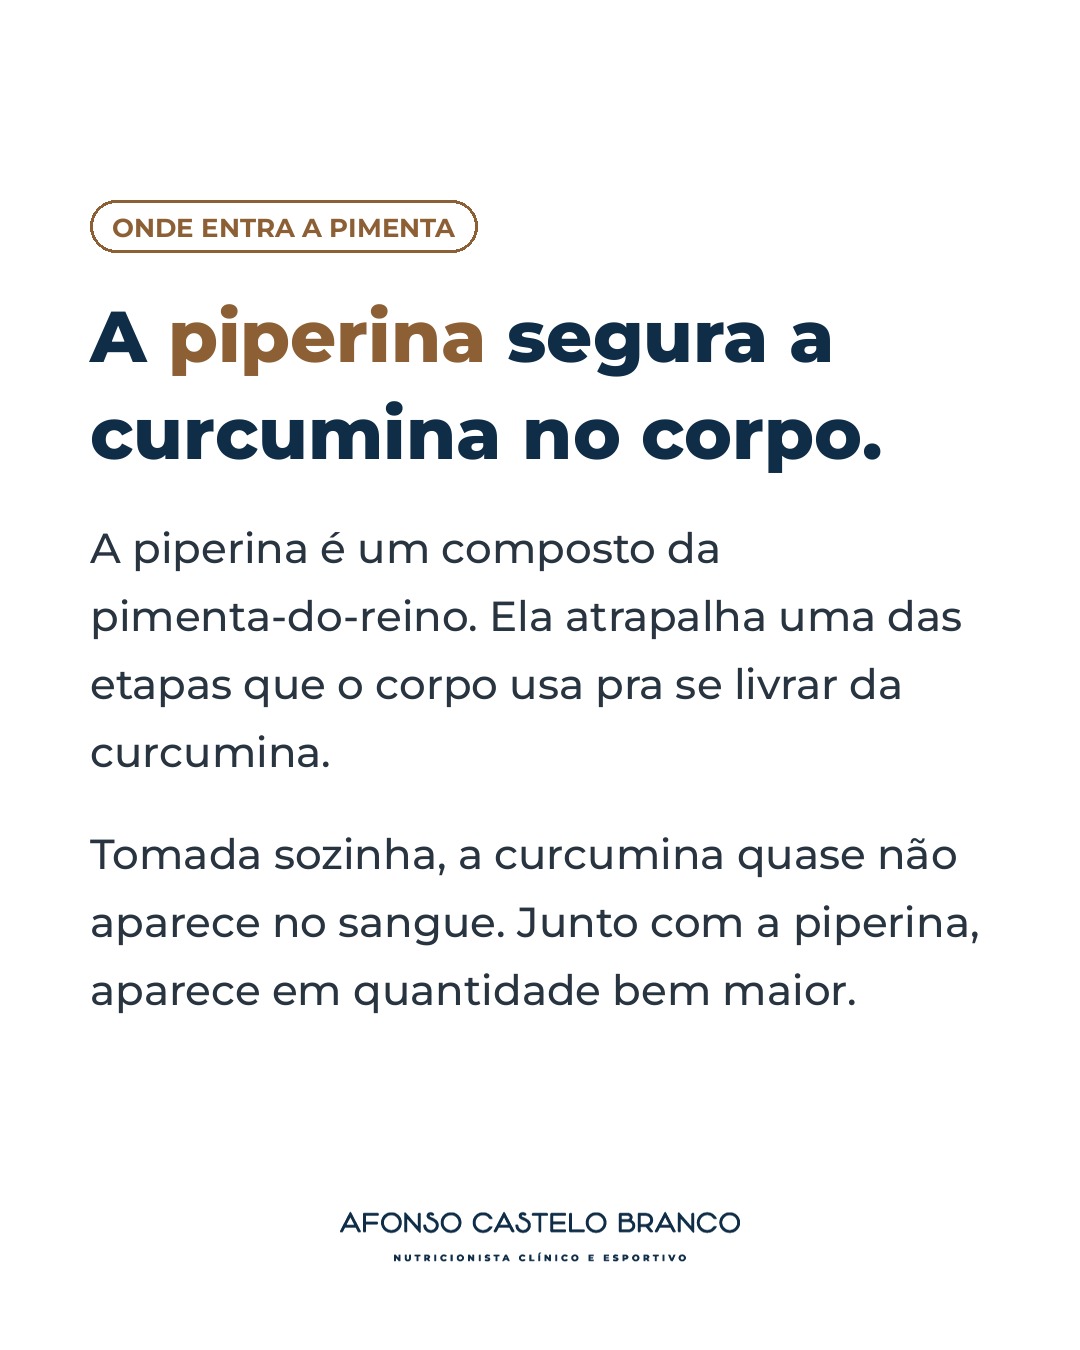 ONDE ENTRA A PIMENTA
A piperina segura a
curcumina no corpo.
A piperina é um composto da
pimenta-do-reino. Ela atrapalha uma das
etapas que o corpo usa pra se livrar da
curcumina.
Tomada sozinha, a curcumina quase não
aparece no sangue. Junto com a piperina,
aparece em quantidade bem maior.
AFONSO CASTELO BRANCO
NUTRICIONISTA CLÍNICO E ESPORTIVO